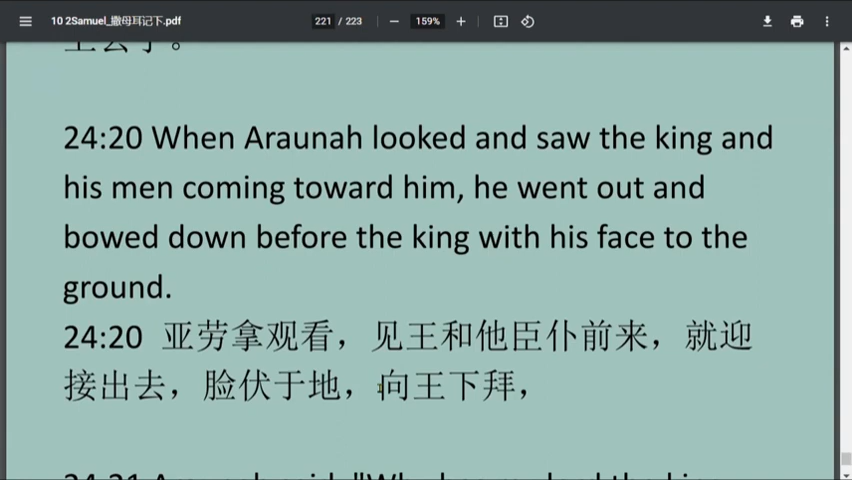 10 2Samuel_撒母耳记下.pdf 221 / 223 159%
24:20 When Araunah looked and saw the king and
his men coming toward him, he went out and
bowed down before the king with his face to the
ground.
24:20 亚劳拿观看，见王和他臣仆前来，就迎
接出去，脸伏于地，向王下拜，